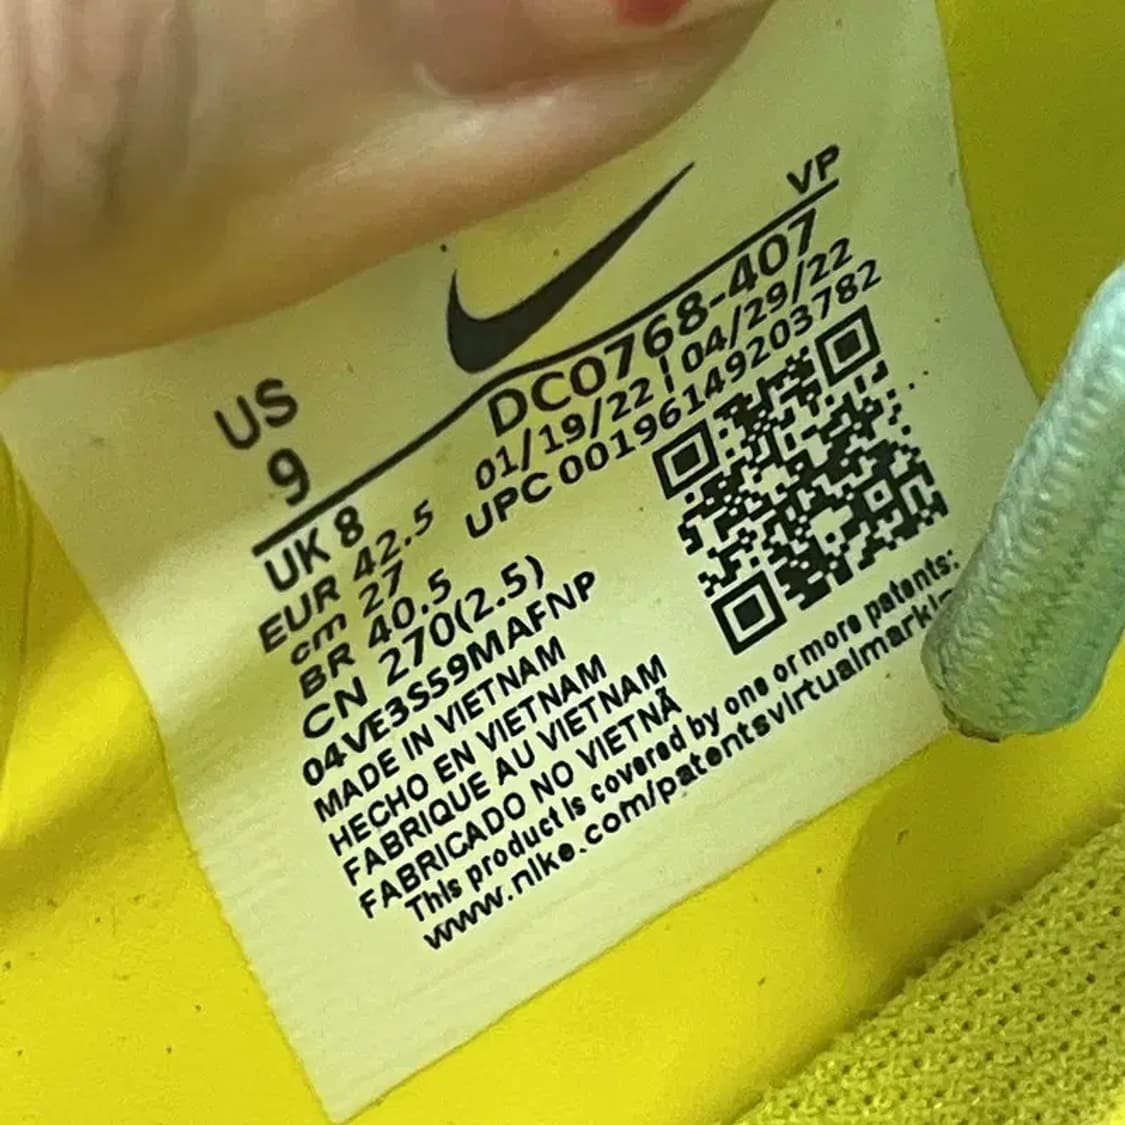 VP
US
9
DC0768-407
01/19/22 | 04/29/22
UPC 00196149203782
UK 8
EUR 42.5
cm 27
BR 40.5
CN 270(2.5)
04VE3S59MAFNP
MADE IN VIETNAM
HECHO EN VIETNAM
FABRIQUE AU VIETNAM
FABRICADO NO VIETNÃ
This product is covered by one or more patents:
www.nike.com/patentsvirtualmarkin